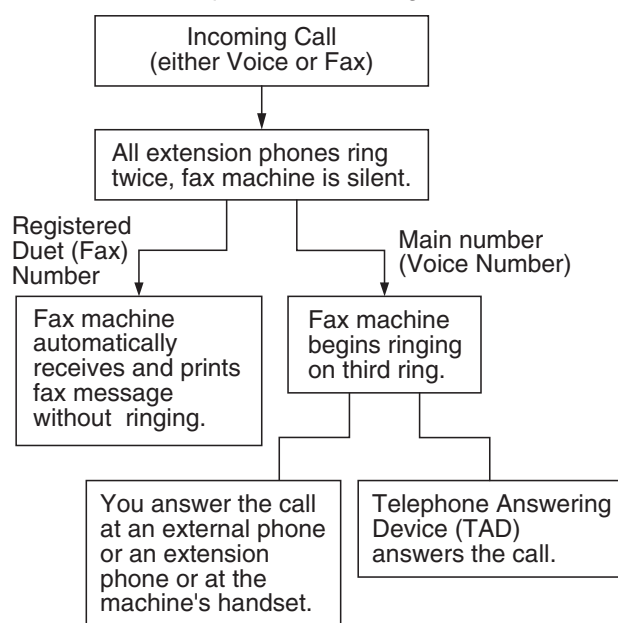 Incoming Call
(either Voice or Fax)
All extension phones ring
twice, fax machine is silent.
Registered
Duet (Fax)
Number
Main number
(Voice Number)
Fax machine
automatically
receives and prints
fax message
without ringing.
Fax machine
begins ringing
on third ring.
You answer the call
at an external phone
or an extension
phone or at the
machine's handset.
Telephone Answering
Device (TAD)
answers the call.